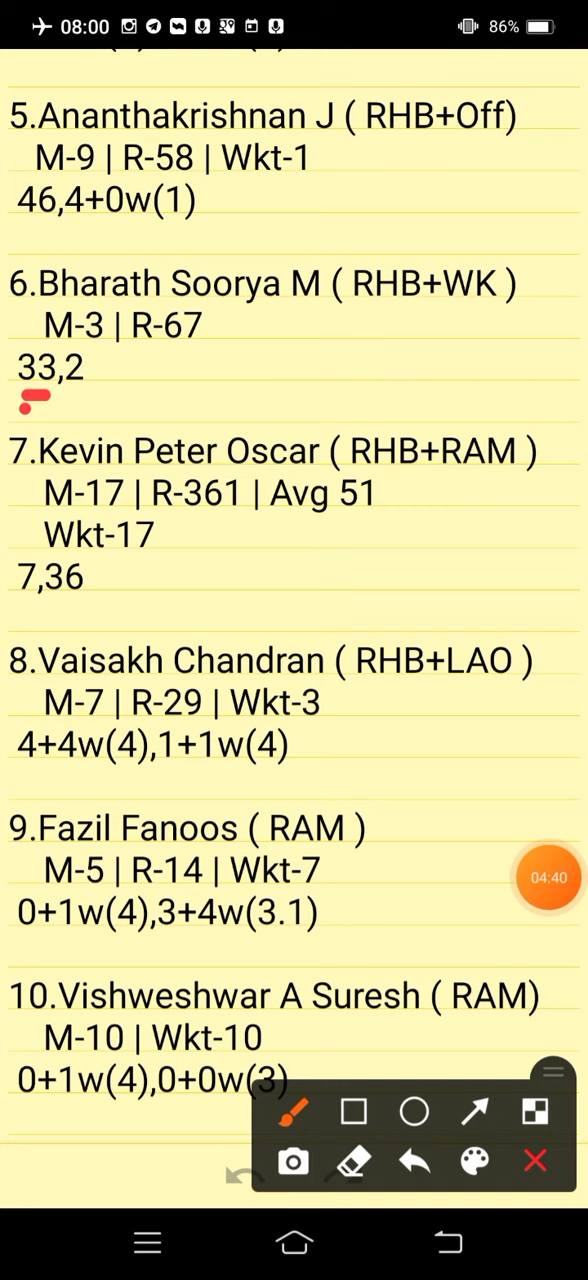 08:00
86%
5.Ananthakrishnan J ( RHB+Off)
M-9 | R-58 | Wkt-1
46,4+0w(1)
6.Bharath Soorya M ( RHB+WK )
M-3 | R-67
33,2
7.Kevin Peter Oscar ( RHB+RAM )
M-17 | R-361 | Avg 51
Wkt-17
7,36
8.Vaisakh Chandran ( RHB+LAO )
M-7 | R-29 | Wkt-3
4+4w(4),1+1w(4)
9.Fazil Fanoos ( RAM )
M-5 | R-14 | Wkt-7
04:40
0+1w(4),3+4w(3.1)
10.Vishweshwar A Suresh ( RAM)
M-10 | Wkt-10
0+1w(4),0+0w(3)